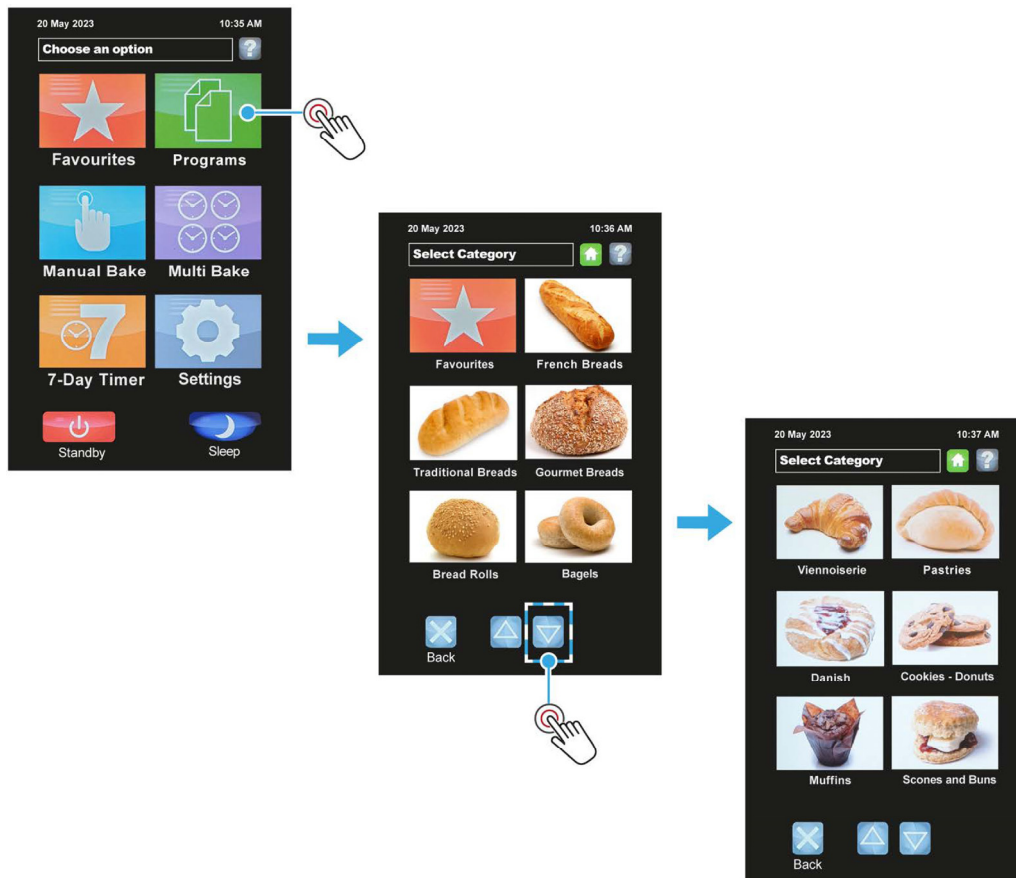 20 May 2023 10:35 AM
Choose an option ?
Favourites Programs
Manual Bake Multi Bake
7
7-Day Timer Settings
Standby Sleep
20 May 2023 10:36 AM
Select Category ?
Favourites French Breads
Traditional Breads Gourmet Breads
Bread Rolls Bagels
Back
20 May 2023 10:37 AM
Select Category ?
Viennoiserie Pastries
Danish Cookies - Donuts
Muffins Scones and Buns
Back